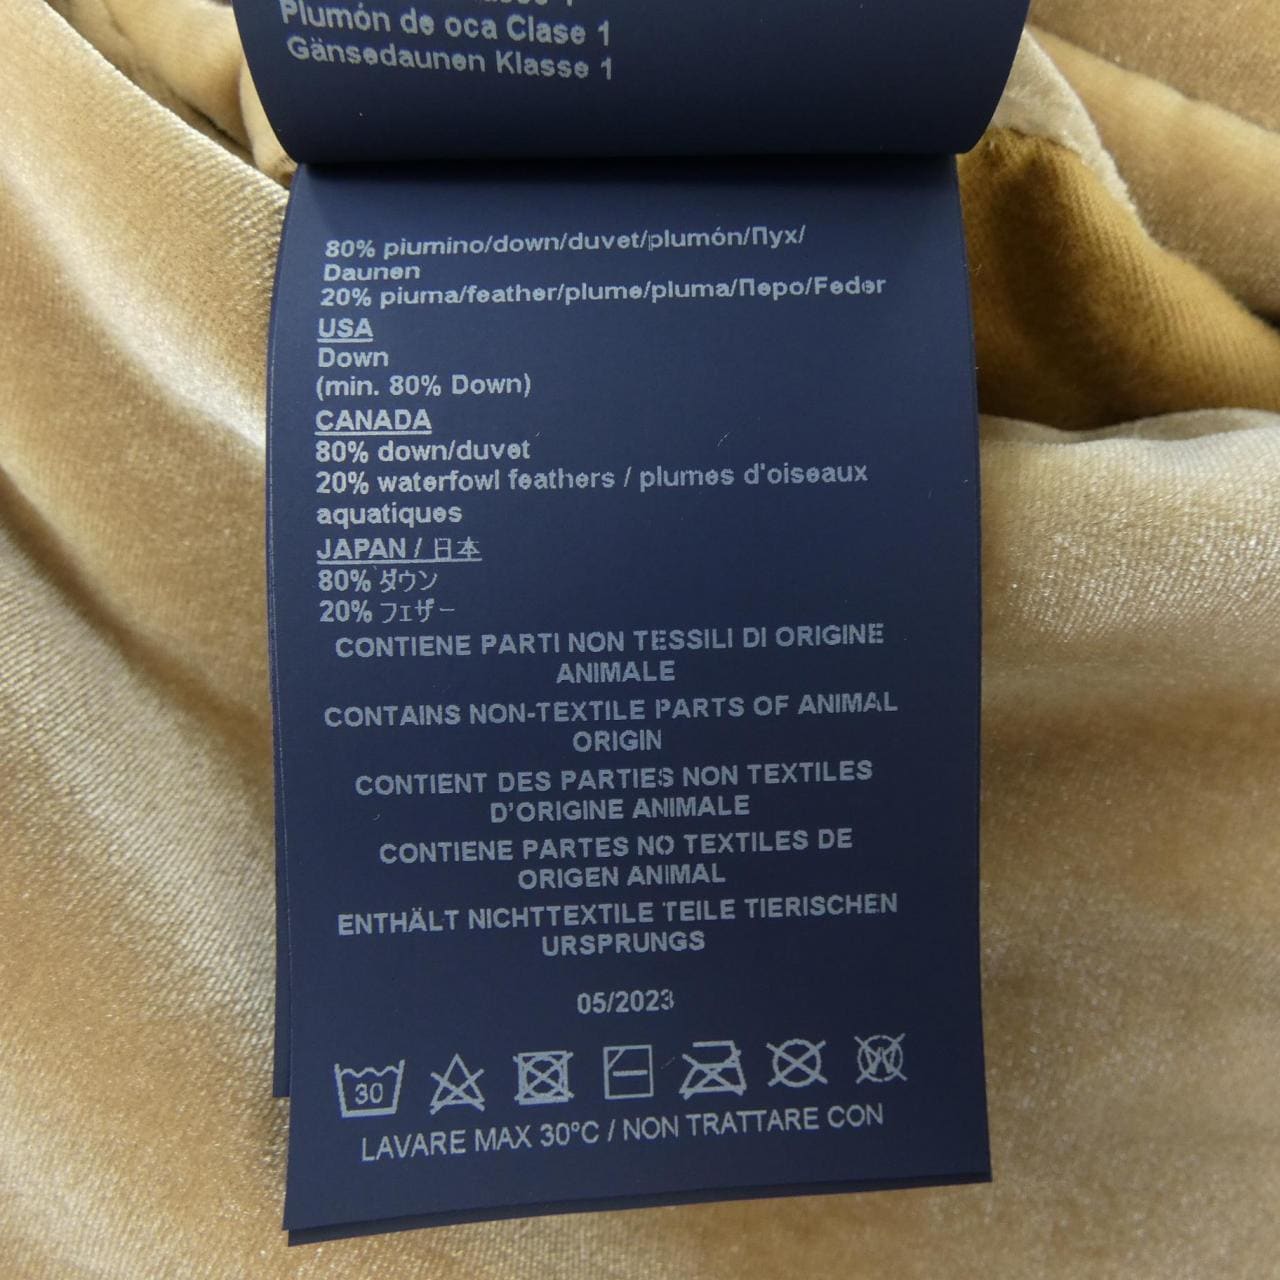 Plumón de oca Clase 1
Gänsedaunen Klasse 1
80% piumino/down/duvet/plumón/Пух/
Daunen
20% piuma/feather/plume/pluma/Перо/Feder
USA
Down
(min. 80% Down)
CANADA
80% down/duvet
20% waterfowl feathers / plumes d'oiseaux
aquatiques
JAPAN / 日本
80% ダウン
20% フェザー
CONTIENE PARTI NON TESSILI DI ORIGINE
ANIMALE
CONTAINS NON-TEXTILE PARTS OF ANIMAL
ORIGIN
CONTIENT DES PARTIES NON TEXTILES
D'ORIGINE ANIMALE
CONTIENE PARTES NO TEXTILES DE
ORIGEN ANIMAL
ENTHÄLT NICHTTEXTILE TEILE TIERISCHEN
URSPRUNGS
05/2023
30 W
LAVARE MAX 30°C / NON TRATTARE CON